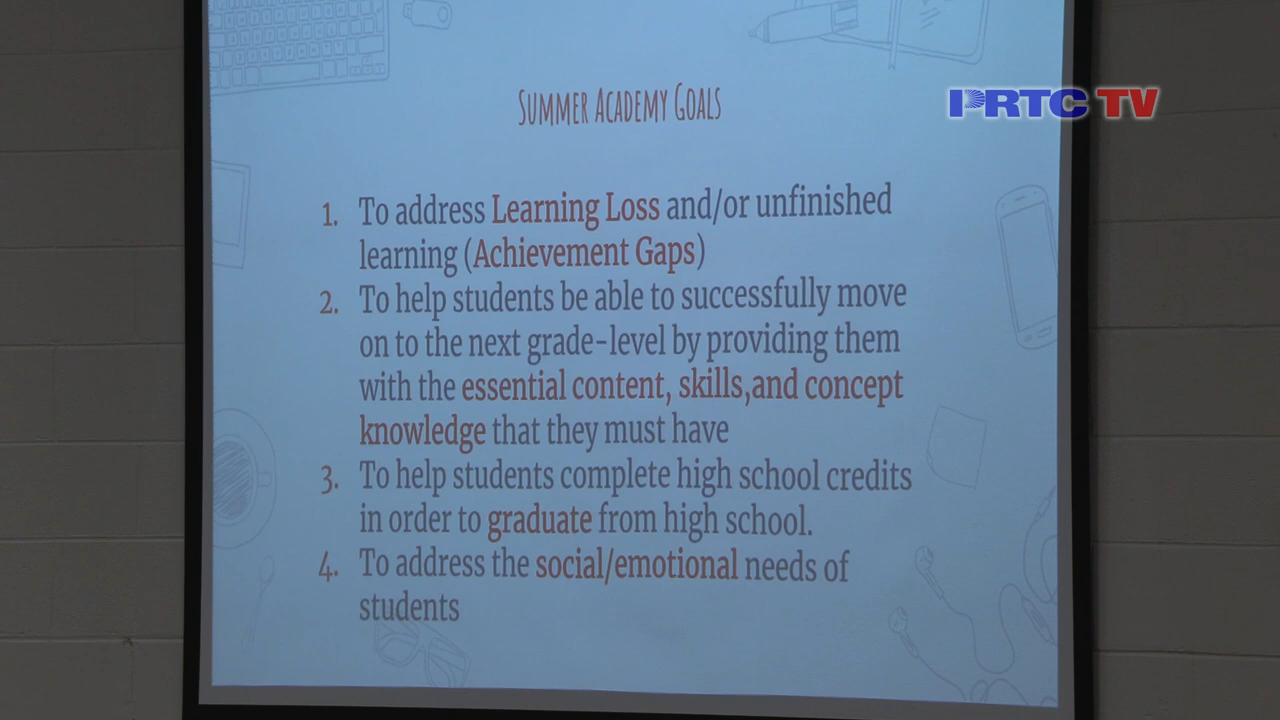 PRTC TV
Summer Academy Goals
1. To address Learning Loss and/or unfinished
learning (Achievement Gaps)
2. To help students be able to successfully move
on to the next grade-level by providing them
with the essential content, skills,and concept
knowledge that they must have
3. To help students complete high school credits
in order to graduate from high school.
4. To address the social/emotional needs of
students